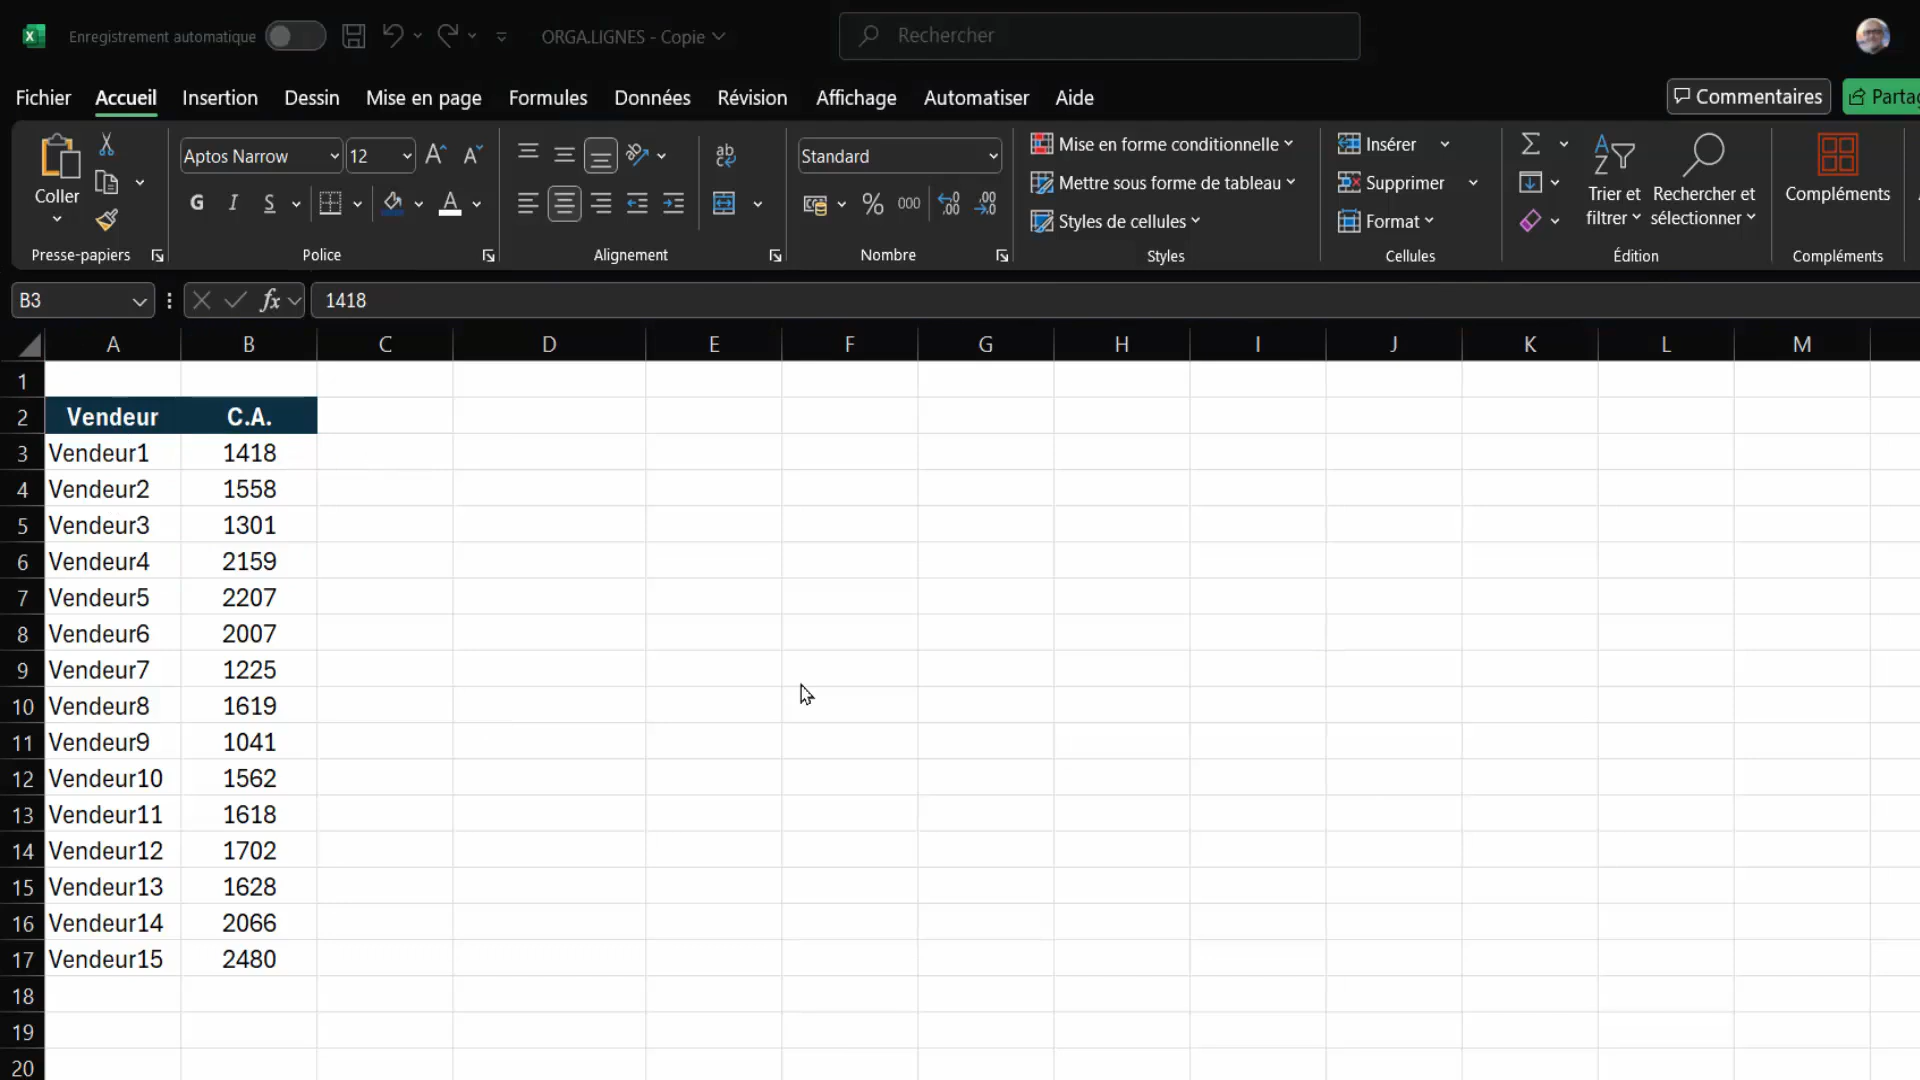 Enregistrement automatique
ORGA.LIGNES - Copie
Rechercher
Fichier Accueil Insertion Dessin Mise en page Formules Données Révision Affichage Automatiser Aide
Commentaires Partag
Coller
Presse-papiers
Aptos Narrow 12
G I S
Police
ab
Alignement
Standard
% 000
Nombre
Mise en forme conditionnelle
Mettre sous forme de tableau
Styles de cellules
Styles
Insérer
Supprimer
Format
Cellules
Trier et filtrer
Rechercher et sélectionner
Édition
Compléments
Compléments
B3 fx 1418
A B C D E F G H I J K L M
1
2 Vendeur C.A.
3 Vendeur1 1418
4 Vendeur2 1558
5 Vendeur3 1301
6 Vendeur4 2159
7 Vendeur5 2207
8 Vendeur6 2007
9 Vendeur7 1225
10 Vendeur8 1619
11 Vendeur9 1041
12 Vendeur10 1562
13 Vendeur11 1618
14 Vendeur12 1702
15 Vendeur13 1628
16 Vendeur14 2066
17 Vendeur15 2480
18
19
20